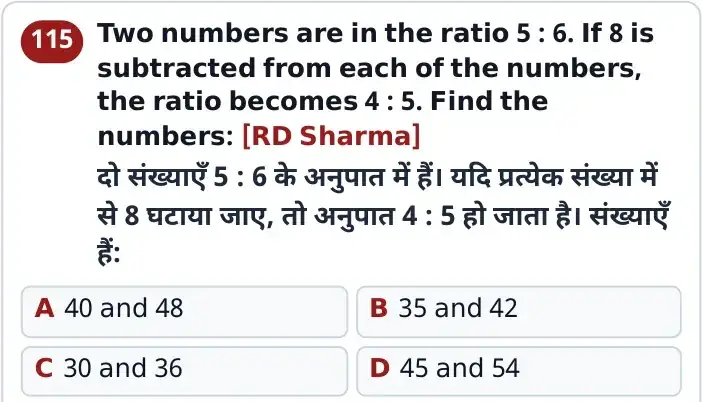 115 Two numbers are in the ratio 5 : 6. If 8 is
subtracted from each of the numbers,
the ratio becomes 4 : 5. Find the
numbers: [RD Sharma]
दो संख्याएँ 5 : 6 के अनुपात में हैं। यदि प्रत्येक संख्या में
से 8 घटाया जाए, तो अनुपात 4 : 5 हो जाता है। संख्याएँ
हैं:
A 40 and 48
B 35 and 42
C 30 and 36
D 45 and 54